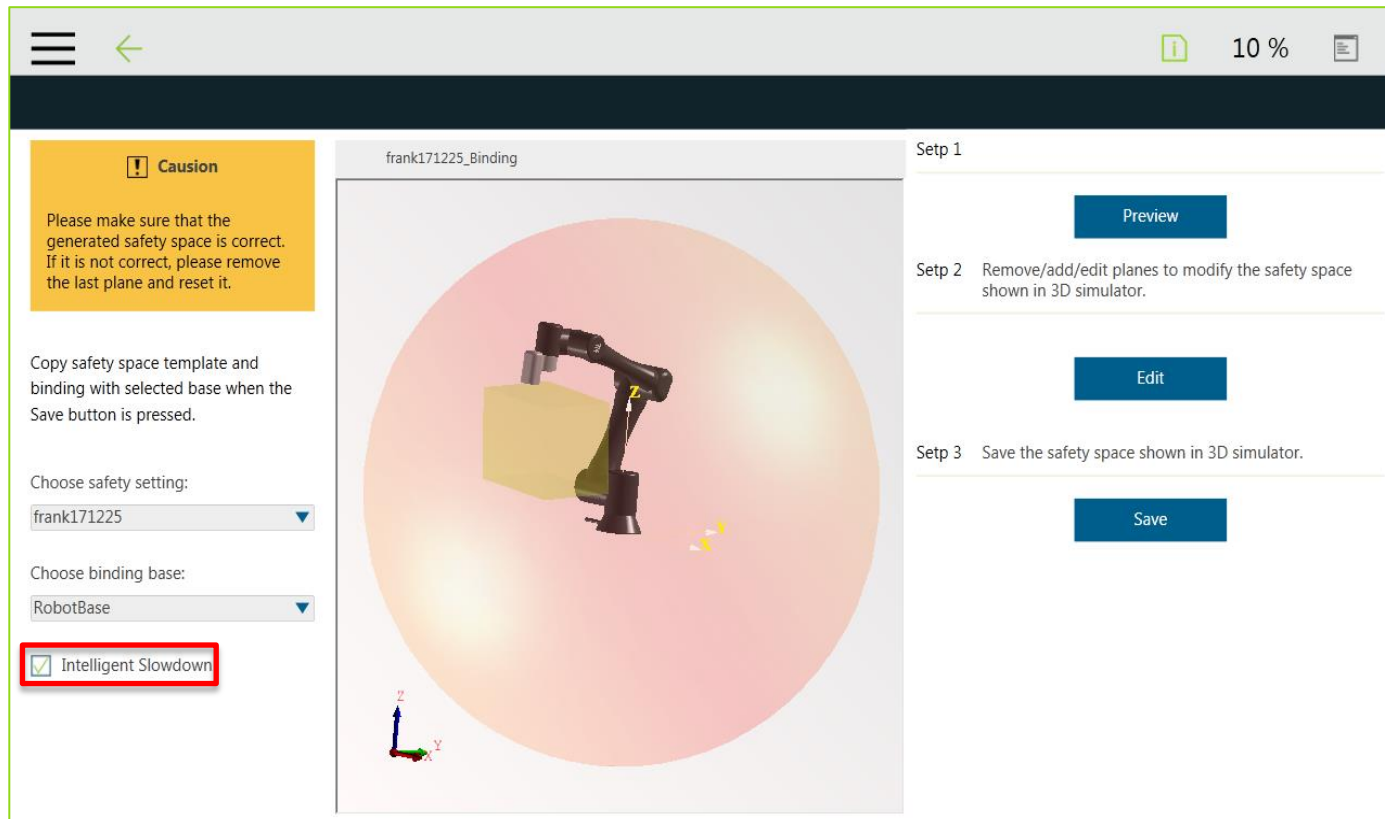 10 %
Causion
Please make sure that the
generated safety space is correct.
If it is not correct, please remove
the last plane and reset it.
Copy safety space template and
binding with selected base when the
Save button is pressed.
Choose safety setting:
frank171225
Choose binding base:
RobotBase
Intelligent Slowdown
frank171225_Binding
Z
Y
X
Z
Y
X
Setp 1
Preview
Setp 2 Remove/add/edit planes to modify the safety space
shown in 3D simulator.
Edit
Setp 3 Save the safety space shown in 3D simulator.
Save